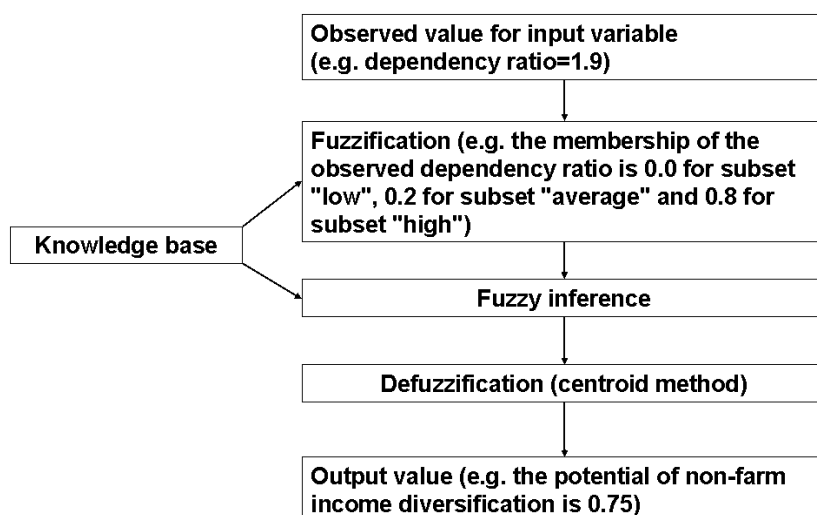 Observed value for input variable
(e.g. dependency ratio=1.9)
Fuzzification (e.g. the membership of the
observed dependency ratio is 0.0 for subset
"low", 0.2 for subset "average" and 0.8 for
subset "high")
Knowledge base
Fuzzy inference
Defuzzification (centroid method)
Output value (e.g. the potential of non-farm
income diversification is 0.75)